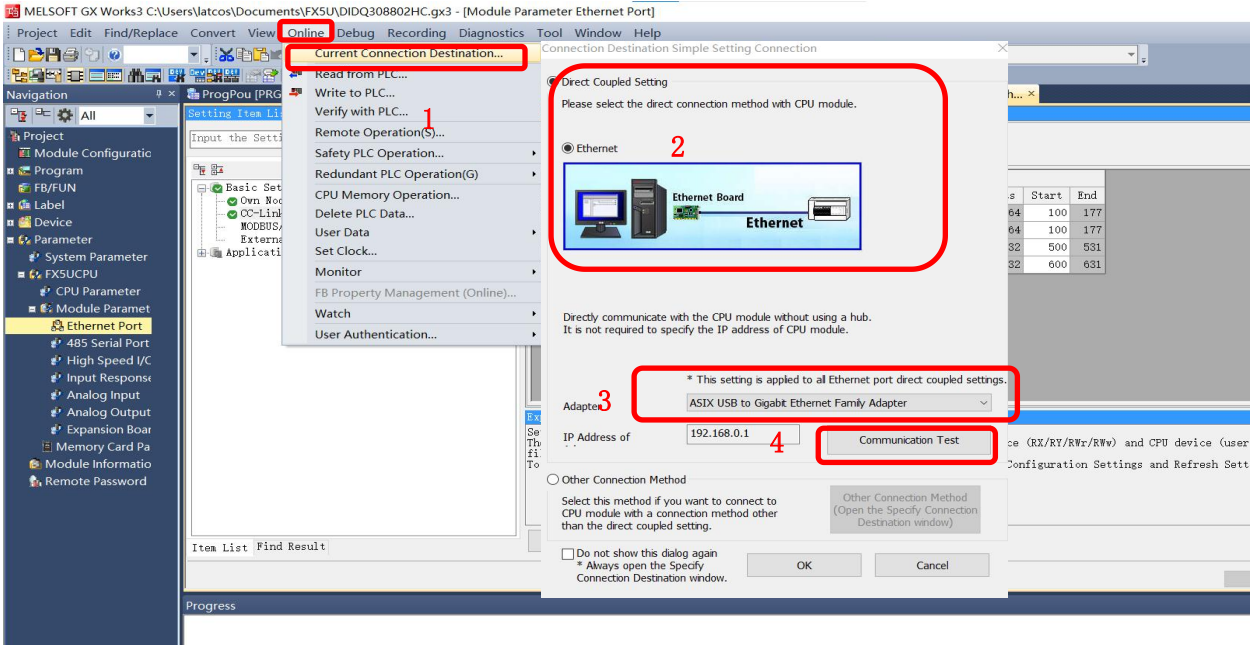 MELSOFT GX Works3 C:\Users\latcos\Documents\FX5U\DIDQ308802HC.gx3 - [Module Parameter Ethernet Port]
Project Edit Find/Replace Convert View Online Debug Recording Diagnostics Tool Window Help
Navigation
All
Project
Module Configuratio
Program
FB/FUN
Label
Device
Parameter
System Parameter
FX5UCPU
CPU Parameter
Module Paramet
Ethernet Port
485 Serial Port
High Speed I/C
Input Response
Analog Input
Analog Output
Expansion Boar
Memory Card Pa
Module Informatio
Remote Password
ProgPou [PRG
Setting Item Li
Input the Setti
Basic Set
Own Noc
CC-Link
MODBUS/
Externa
Applicati
Item List Find Result
Progress
Current Connection Destination...
Read from PLC...
Write to PLC...
Verify with PLC...
1
Remote Operation(S)...
Safety PLC Operation...
Redundant PLC Operation(G)
CPU Memory Operation...
Delete PLC Data...
User Data
Set Clock...
Monitor
FB Property Management (Online)...
Watch
User Authentication...
Connection Destination Simple Setting Connection
Direct Coupled Setting
Please select the direct connection method with CPU module.
Ethernet
2
Ethernet Board
Ethernet
Directly communicate with the CPU module without using a hub.
It is not required to specify the IP address of CPU module.
* This setting is applied to all Ethernet port direct coupled settings.
Adapter
3
ASIX USB to Gigabit Ethernet Family Adapter
IP Address of
192.168.0.1
4
Communication Test
Other Connection Method
Select this method if you want to connect to
CPU module with a connection method other
than the direct coupled setting.
Other Connection Method
(Open the Specify Connection
Destination window)
Do not show this dialog again
* Always open the Specify
Connection Destination window.
OK
Cancel
h...
s Start End
64 100 177
64 100 177
32 500 531
32 600 631
Ex
Se
Th
fi
To
ce (RX/RY/RWr/RWw) and CPU device (user
Configuration Settings and Refresh Sett